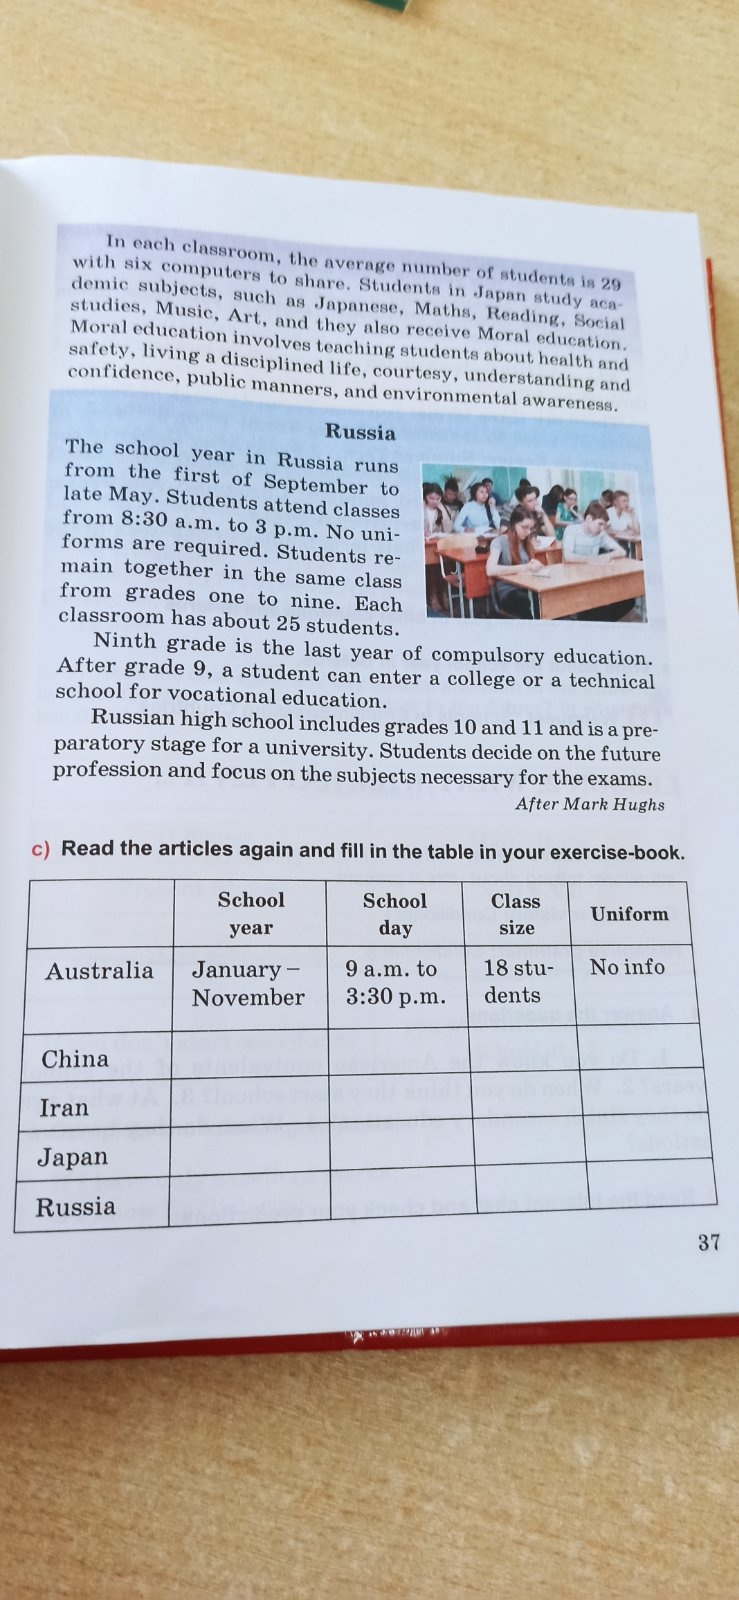 In each classroom, the average number of students is 29
with six computers to share. Students in Japan study aca-
demic subjects, such as Japanese, Maths, Reading, Social
studies, Music, Art, and they also receive Moral education.
Moral education involves teaching students about health and
safety, living a disciplined life, courtesy, understanding and
confidence, public manners, and environmental awareness.
Russia
The school year in Russia runs
from the first of September to
late May. Students attend classes
from 8:30 a.m. to 3 p.m. No uni-
forms are required. Students re-
main together in the same class
from grades one to nine. Each
classroom has about 25 students.
Ninth grade is the last year of compulsory education.
After grade 9, a student can enter a college or a technical
school for vocational education.
Russian high school includes grades 10 and 11 and is a pre-
paratory stage for a university. Students decide on the future
profession and focus on the subjects necessary for the exams.
After Mark Hughs
c) Read the articles again and fill in the table in your exercise-book.
School year School day Class size Uniform
Australia January – November 9 a.m. to 3:30 p.m. 18 stu- dents No info
China
Iran
Japan
Russia
37